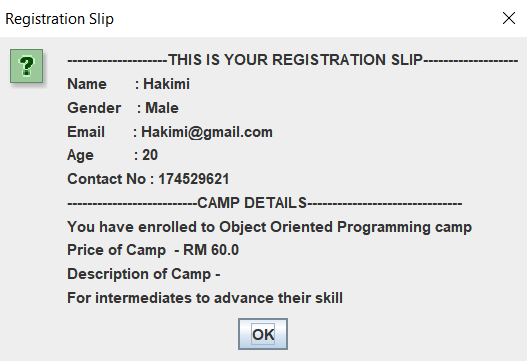 Registration Slip
?
--------------------THIS IS YOUR REGISTRATION SLIP-------------------
Name : Hakimi
Gender : Male
Email : Hakimi@gmail.com
Age : 20
Contact No : 174529621
--------------------------CAMP DETAILS-------------------------------
You have enrolled to Object Oriented Programming camp
Price of Camp - RM 60.0
Description of Camp -
For intermediates to advance their skill
OK